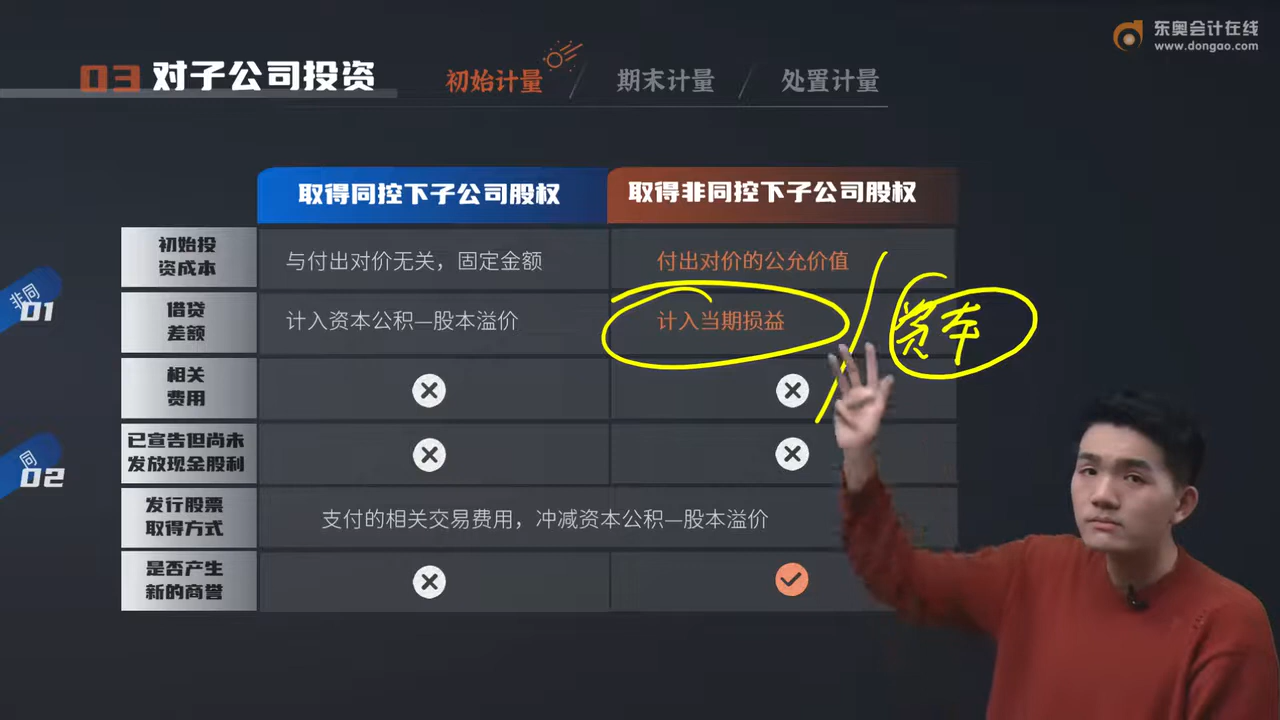 东奥会计在线
www.dongao.com
03 对子公司投资
初始计量 / 期末计量 / 处置计量
取得同控下子公司股权
取得非同控下子公司股权
初始投
资成本
与付出对价无关，固定金额
付出对价的公允价值
非同
01
借贷
差额
计入资本公积—股本溢价
计入当期损益
资本
相关
费用
已宣告但尚未
发放现金股利
同
02
发行股票
取得方式
支付的相关交易费用，冲减资本公积—股本溢价
是否产生
新的商誉